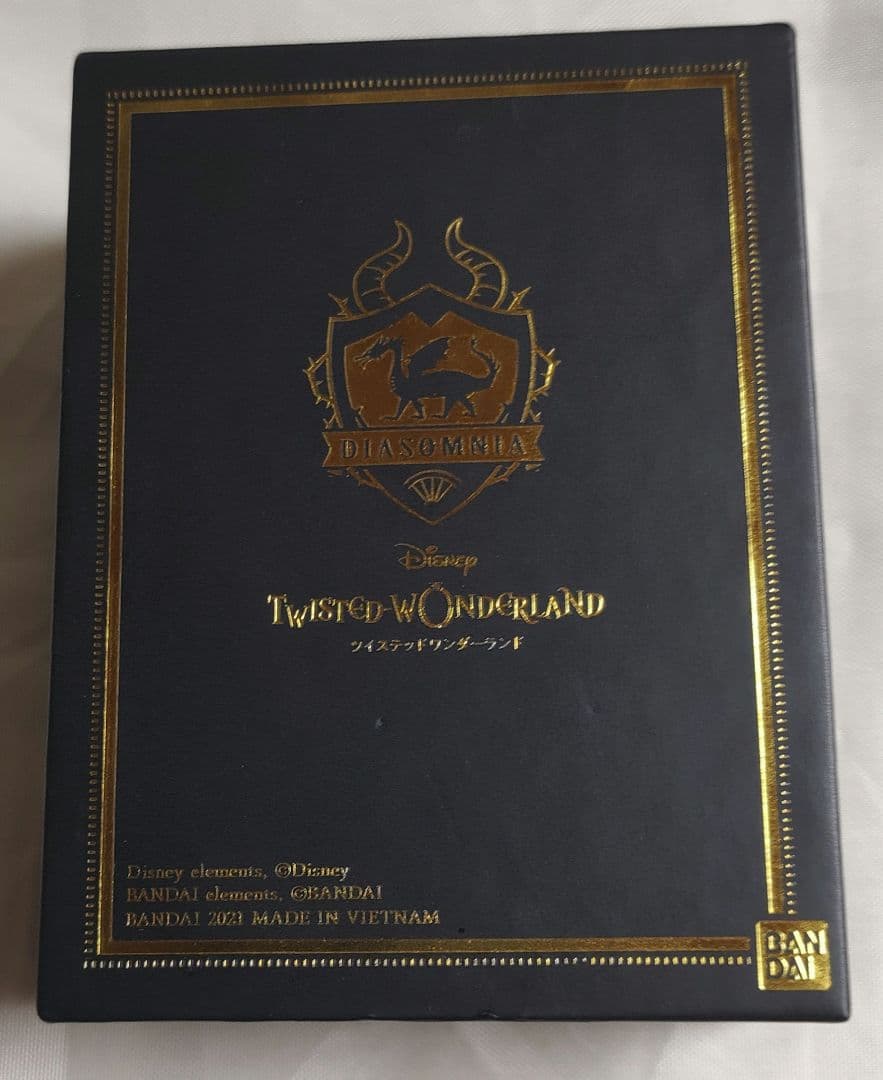 DIASOMNIA
Disney
TWISTED-WONDERLAND
ツイステッドワンダーランド
Disney elements, ©Disney
BANDAI elements, ©BANDAI
BANDAI 2021 MADE IN VIETNAM
BAN
DAI